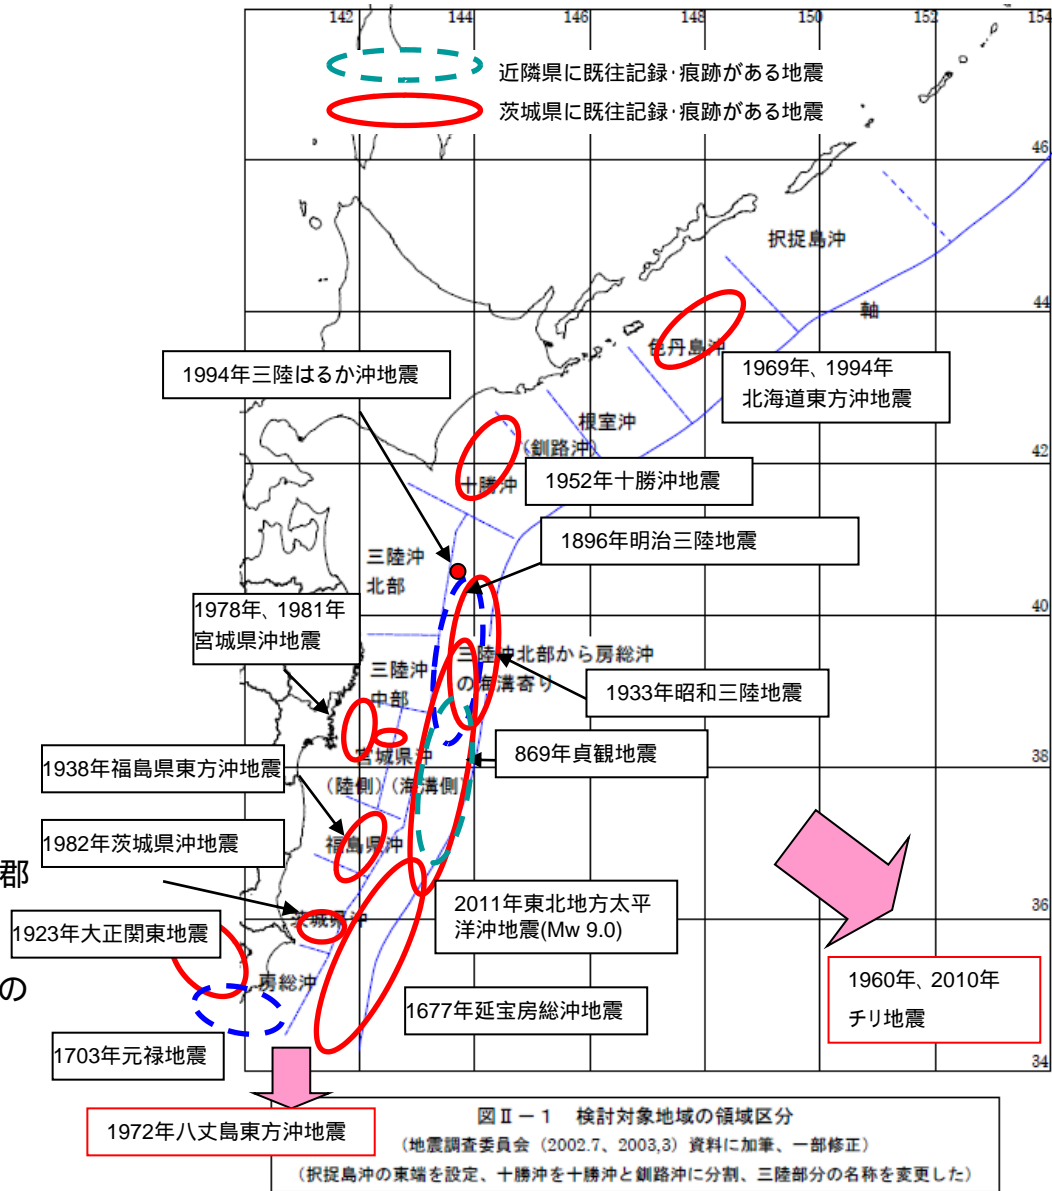 142
144
146
148
150
152
154
近隣県に既往記録・痕跡がある地震
茨城県に既往記録・痕跡がある地震
46
択捉島沖
44
軸
色丹島沖
1994年三陸はるか沖地震
1969年、1994年
北海道東方沖地震
根室沖
(釧路沖)
42
十勝沖
1952年十勝沖地震
1896年明治三陸地震
三陸沖
北部
1978年、1981年
宮城県沖地震
40
三陸沖北部から房総沖
の海溝寄り
三陸沖
中部
1933年昭和三陸地震
869年貞観地震
宮城県沖
(陸側)(海溝側)
38
1938年福島県東方沖地震
1982年茨城県沖地震
福島県沖
郡
2011年東北地方太平
洋沖地震(Mw 9.0)
36
茨城県沖
1923年大正関東地震
の
房総沖
1960年、2010年
チリ地震
1677年延宝房総沖地震
1703年元禄地震
34
1972年八丈島東方沖地震
図Ⅱ-1 検討対象地域の領域区分
(地震調査委員会(2002.7、2003,3)資料に加筆、一部修正)
(択捉島沖の東端を設定、十勝沖を十勝沖と釧路沖に分割、三陸部分の名称を変更した)